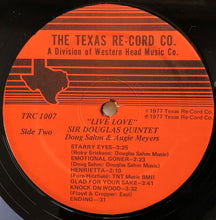 THE TEXAS RE-CORD CO.
A Division of Western Head Music Co.
TRC 1007
"LIVE LOVE"
Side Two
SIR DOUGLAS QUINTET
Doug Sahm & Augie Meyers
℗1977 Texas Re-Cord Co.
©1977 Texas Re-Cord Co.
STARRY EYES—3:35
(Roky Erickson: Doug Sahm Music)
EMOTIONAL GONER—3:23
(Doug Sahm: Doug Sahm Music)
HENRIETTA—2:10
(Fore-Hitzfield: TNT Music BMI)
GLAD FOR YOUR SAKE—3:41
KNOCK ON WOOD—3:32
(Floyd & Cropper: East)
ENDING—:31